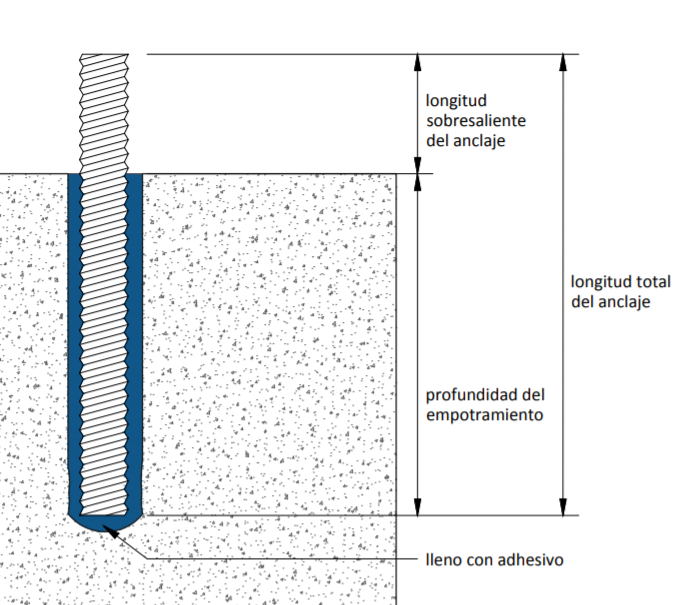 longitud
sobresaliente
del anclaje
longitud total
del anclaje
profundidad del
empotramiento
lleno con adhesivo